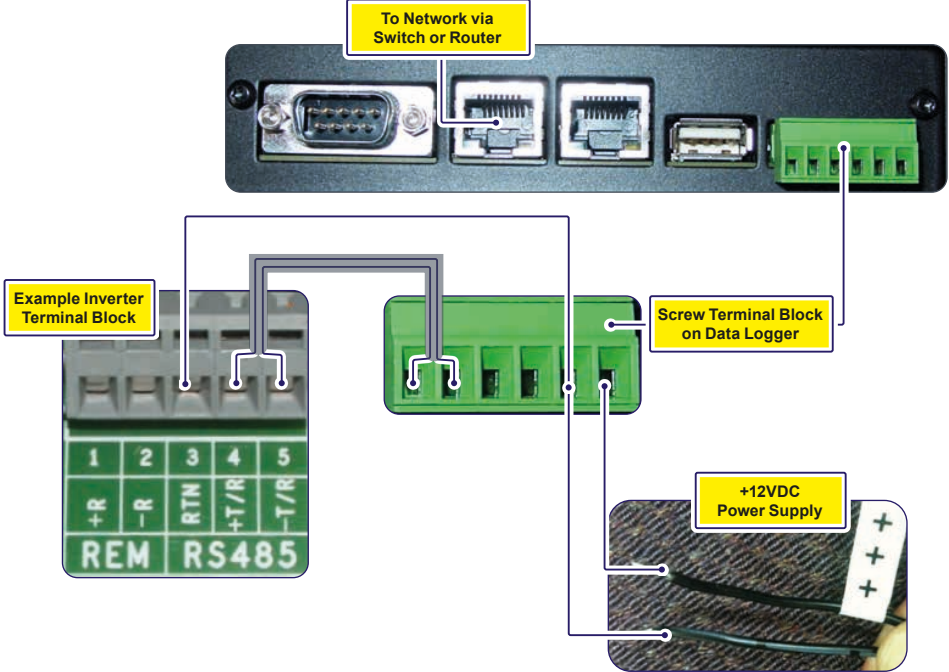 To Network via
Switch or Router
Example Inverter
Terminal Block
Screw Terminal Block
on Data Logger
1 2 3 4 5
+R -R RTN +T/R -T/R
REM RS485
+12VDC
Power Supply
+ + +